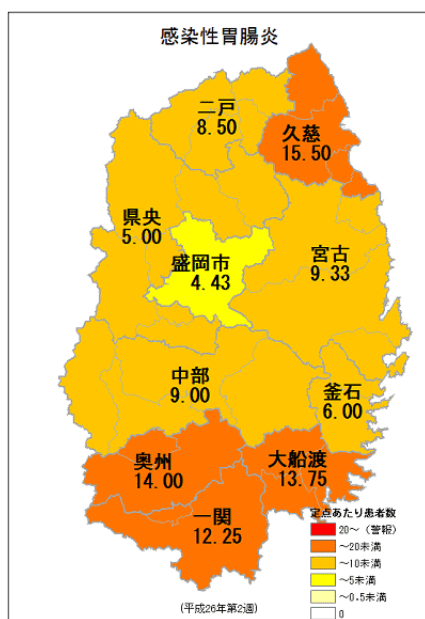 感染性胃腸炎
二戸
8.50
久慈
15.50
県央
5.00
盛岡市
4.43
宮古
9.33
中部
9.00
釜石
6.00
奥州
14.00
大船渡
13.75
一関
12.25
定点あたり患者数
20～（警報）
～20未満
～10未満
～5未満
～0.5未満
0
(平成26年第2週)